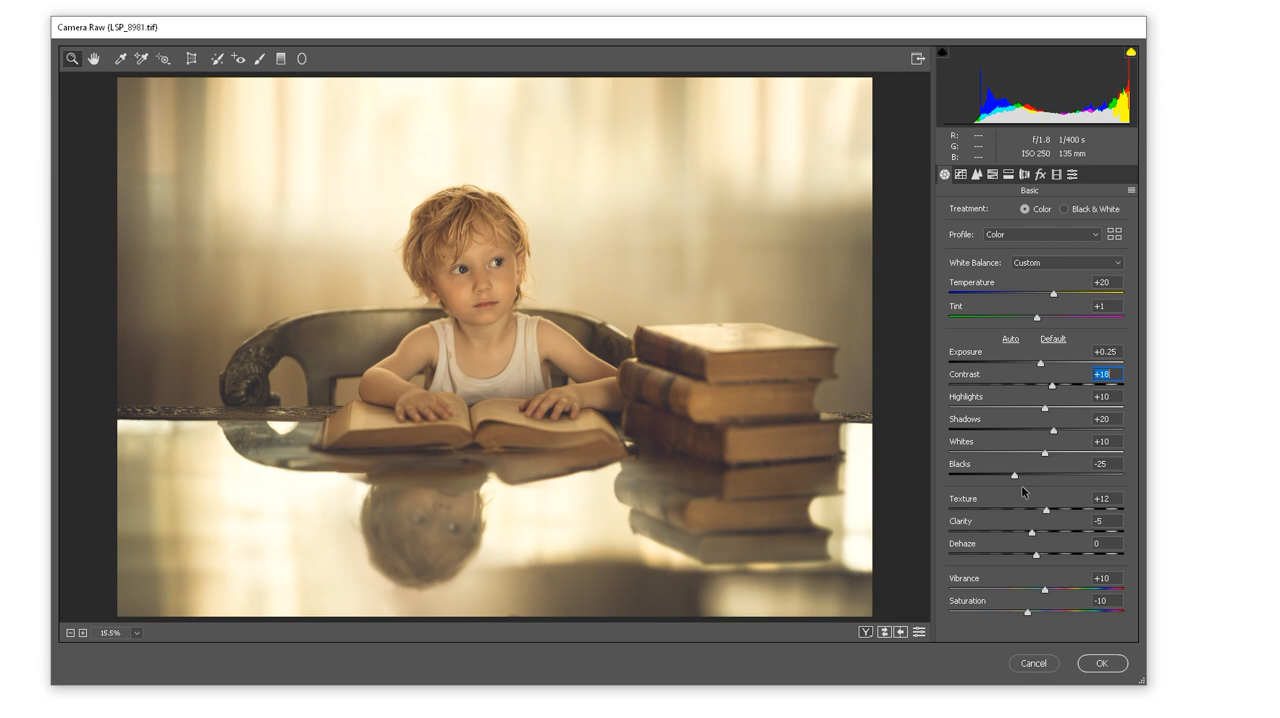 Camera Raw (LSP_8981.tif)
R: ---
G: ---
B: ---
f/1.8 1/400 s
ISO 250 135 mm
fx
Basic
Treatment: Color Black & White
Profile: Color
White Balance: Custom
Temperature +20
Tint +1
Auto Default
Exposure +0.25
Contrast +18
Highlights +10
Shadows +20
Whites +10
Blacks -25
Texture +12
Clarity -5
Dehaze 0
Vibrance +10
Saturation -10
15.5% Y
Cancel OK